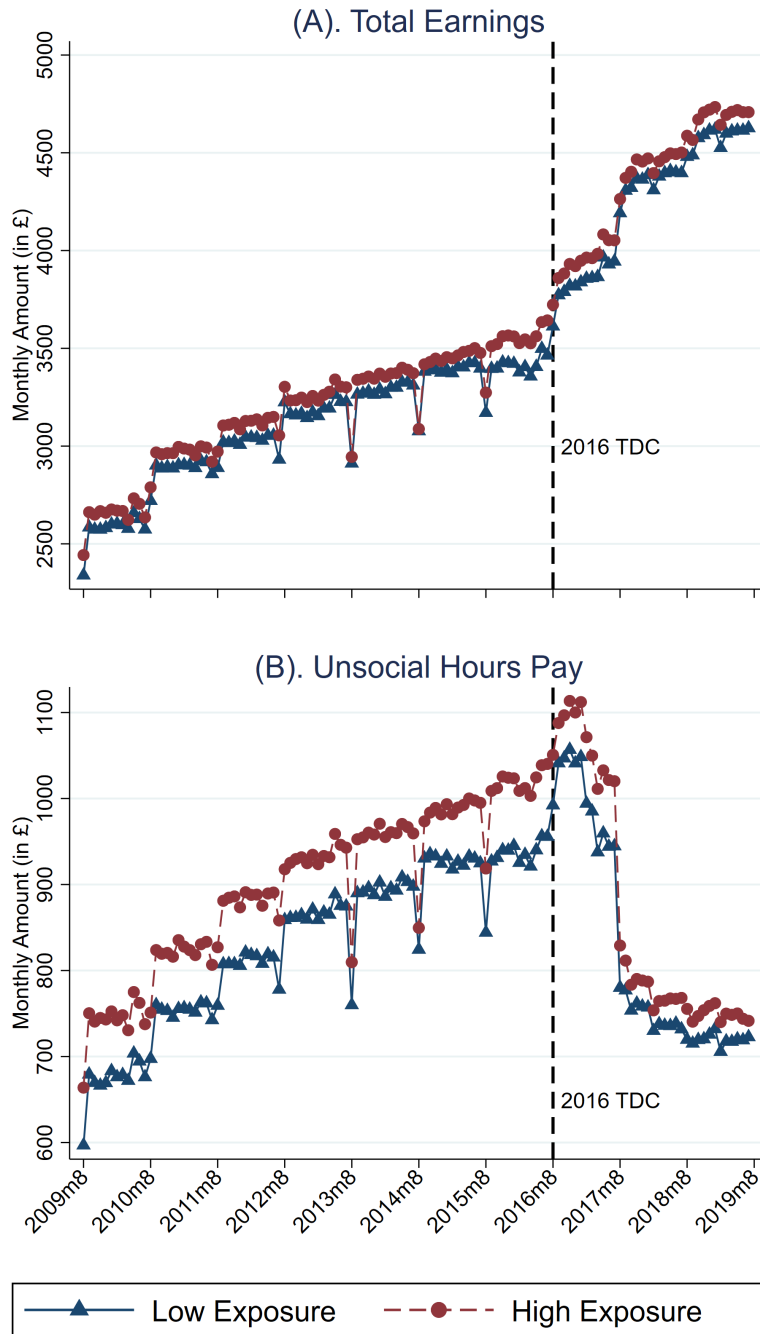 (A). Total Earnings
Monthly Amount (in £)
5000
4500
4000
3500
3000
2500
2016 TDC
(B). Unsocial Hours Pay
Monthly Amount (in £)
1100
1000
900
800
700
600
2016 TDC
2009m8 2010m8 2011m8 2012m8 2013m8 2014m8 2015m8 2016m8 2017m8 2018m8 2019m8
Low Exposure High Exposure